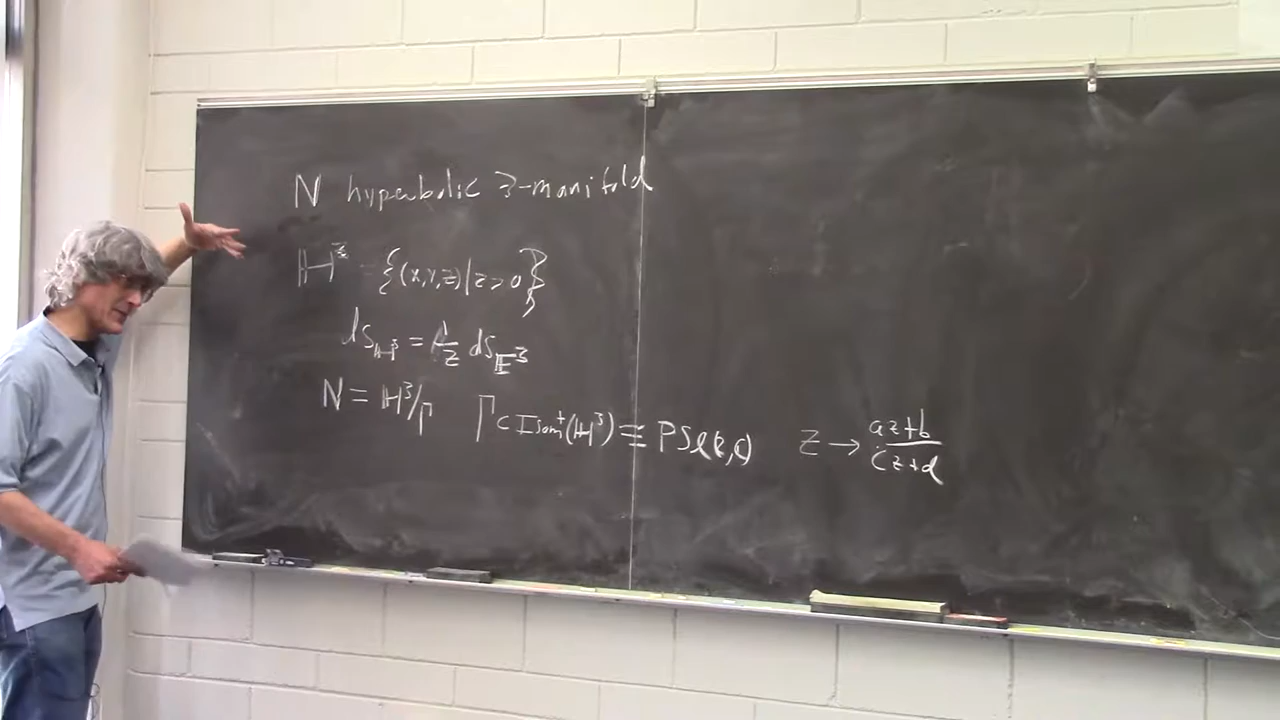 N hyperbolic 3-manifold
ℍ³ = {(x,y,z)|z>0}
ds_ℍ³ = 1/z ds_𝔼³
N = ℍ³/Γ Γ ⊂ Isom⁺(ℍ³) ≡ PSl(2,ℂ) z → az+b/cz+d